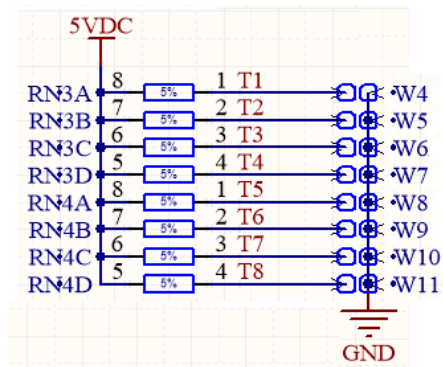 5VDC
RN3A 8 5% 1 T1 W4
RN3B 7 5% 2 T2 W5
RN3C 6 5% 3 T3 W6
RN3D 5 5% 4 T4 W7
RN4A 8 5% 1 T5 W8
RN4B 7 5% 2 T6 W9
RN4C 6 5% 3 T7 W10
RN4D 5 5% 4 T8 W11
GND